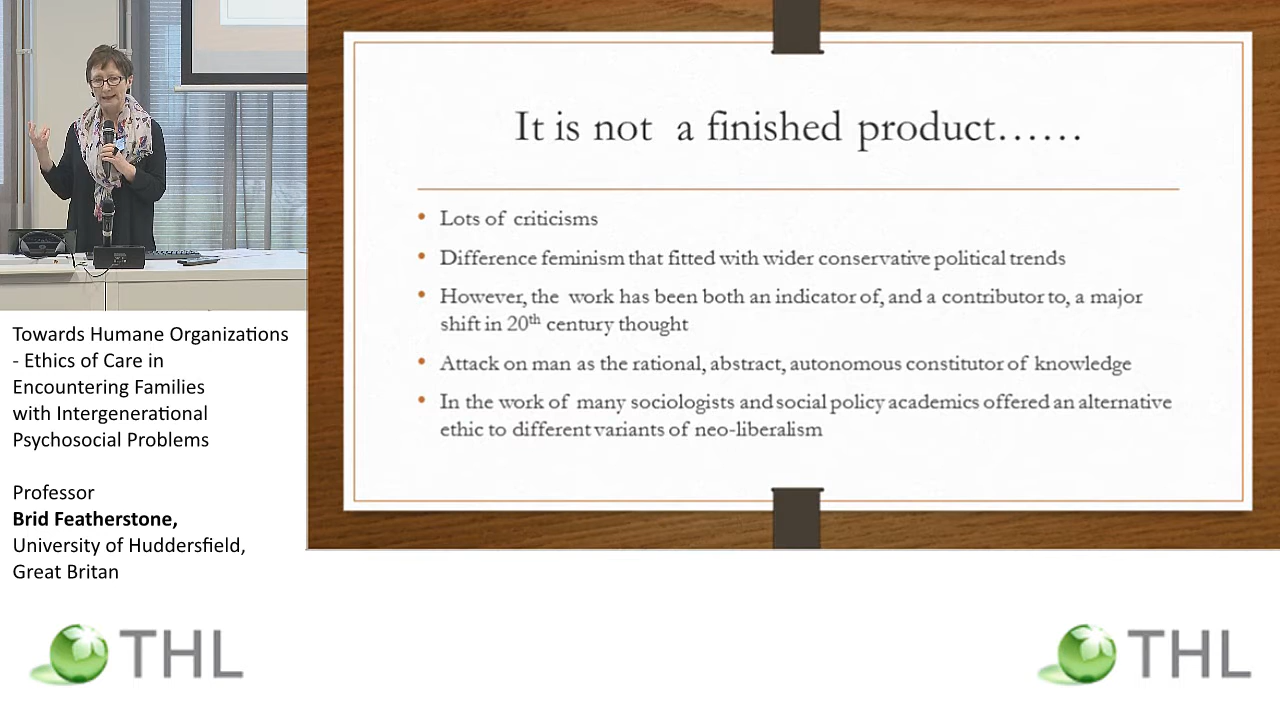 It is not a finished product......
Lots of criticisms
Difference feminism that fitted with wider conservative political trends
However, the work has been both an indicator of, and a contributor to, a major
shift in 20th century thought
Attack on man as the rational, abstract, autonomous constitutor of knowledge
In the work of many sociologists and social policy academics offered an alternative
ethic to different variants of neo-liberalism
Towards Humane Organizations
- Ethics of Care in
Encountering Families
with Intergenerational
Psychosocial Problems
Professor
Brid Featherstone,
University of Huddersfield,
Great Britan
THL
THL